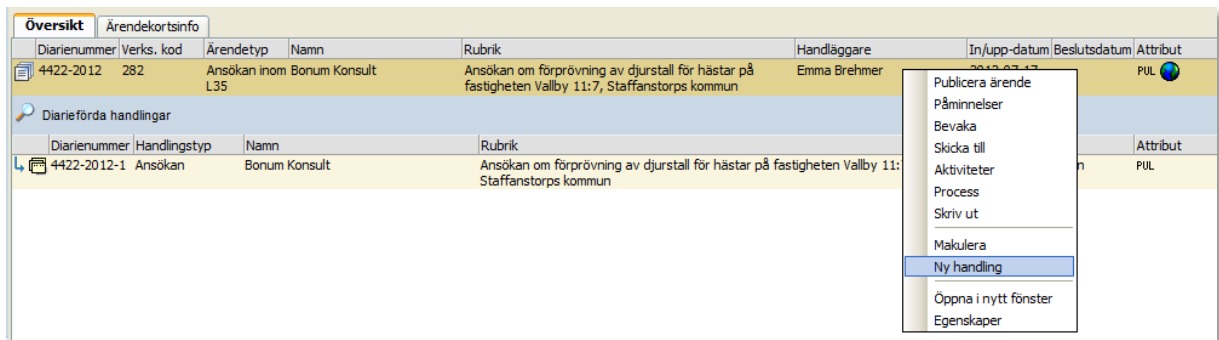 Översikt Ärendekortsinfo
Diarienummer Verks. kod Ärendetyp Namn Rubrik Handläggare In/upp-datum Beslutsdatum Attribut
4422-2012 282 Ansökan inom Bonum Konsult Ansökan om förprövning av djurstall för hästar på Emma Brehmer 2012-07-17 PUL
L35 fastigheten Vallby 11:7, Staffanstorps kommun
Diarieförda handlingar
Diarienummer Handlingstyp Namn Rubrik Attribut
4422-2012-1 Ansökan Bonum Konsult Ansökan om förprövning av djurstall för hästar på fastigheten Vallby 11: n PUL
Staffanstorps kommun
Publicera ärende
Påminnelser
Bevaka
Skicka till
Aktiviteter
Process
Skriv ut
Makulera
Ny handling
Öppna i nytt fönster
Egenskaper